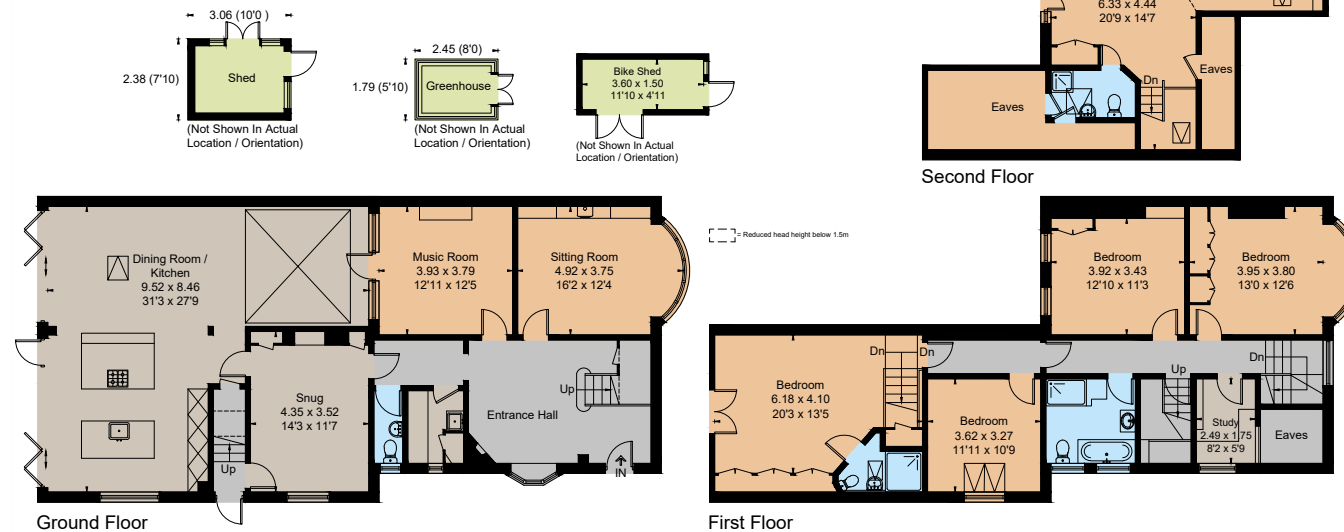 3.06 (10'0 )
2.38 (7'10)
Shed
(Not Shown In Actual
Location / Orientation)
2.45 (8'0)
1.79 (5'10)
Greenhouse
(Not Shown In Actual
Location / Orientation)
Bike Shed
3.60 x 1.50
11'10 x 4'11
(Not Shown In Actual
Location / Orientation)
6.33 x 4.44
20'9 x 14'7
Eaves
Dn
Eaves
Second Floor
= Reduced head height below 1.5m
Dining Room /
Kitchen
9.52 x 8.46
31'3 x 27'9
Music Room
3.93 x 3.79
12'11 x 12'5
Sitting Room
4.92 x 3.75
16'2 x 12'4
Snug
4.35 x 3.52
14'3 x 11'7
Up
Entrance Hall
Up
IN
Ground Floor
Bedroom
3.92 x 3.43
12'10 x 11'3
Bedroom
3.95 x 3.80
13'0 x 12'6
Dn
Dn
Bedroom
6.18 x 4.10
20'3 x 13'5
Bedroom
3.62 x 3.27
11'11 x 10'9
Up
Dn
Study
2.49 x 1.75
8'2 x 5'9
Eaves
First Floor